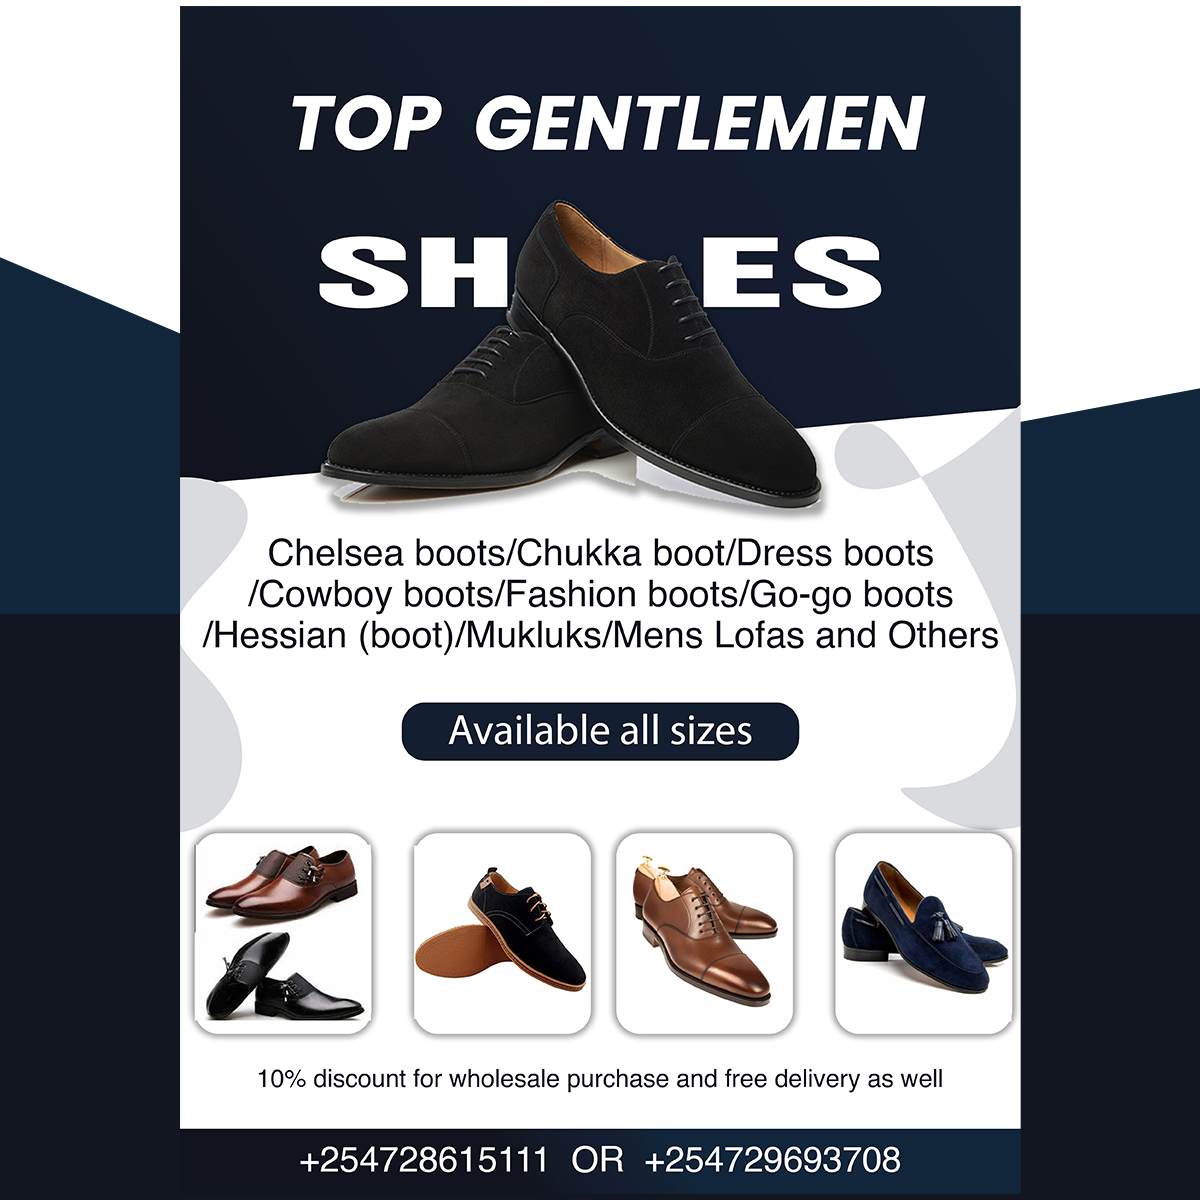 TOP GENTLEMEN
SH ES
Chelsea boots/Chukka boot/Dress boots
/Cowboy boots/Fashion boots/Go-go boots
/Hessian (boot)/Mukluks/Mens Lofas and Others
Available all sizes
10% discount for wholesale purchase and free delivery as well
+254728615111 OR +254729693708